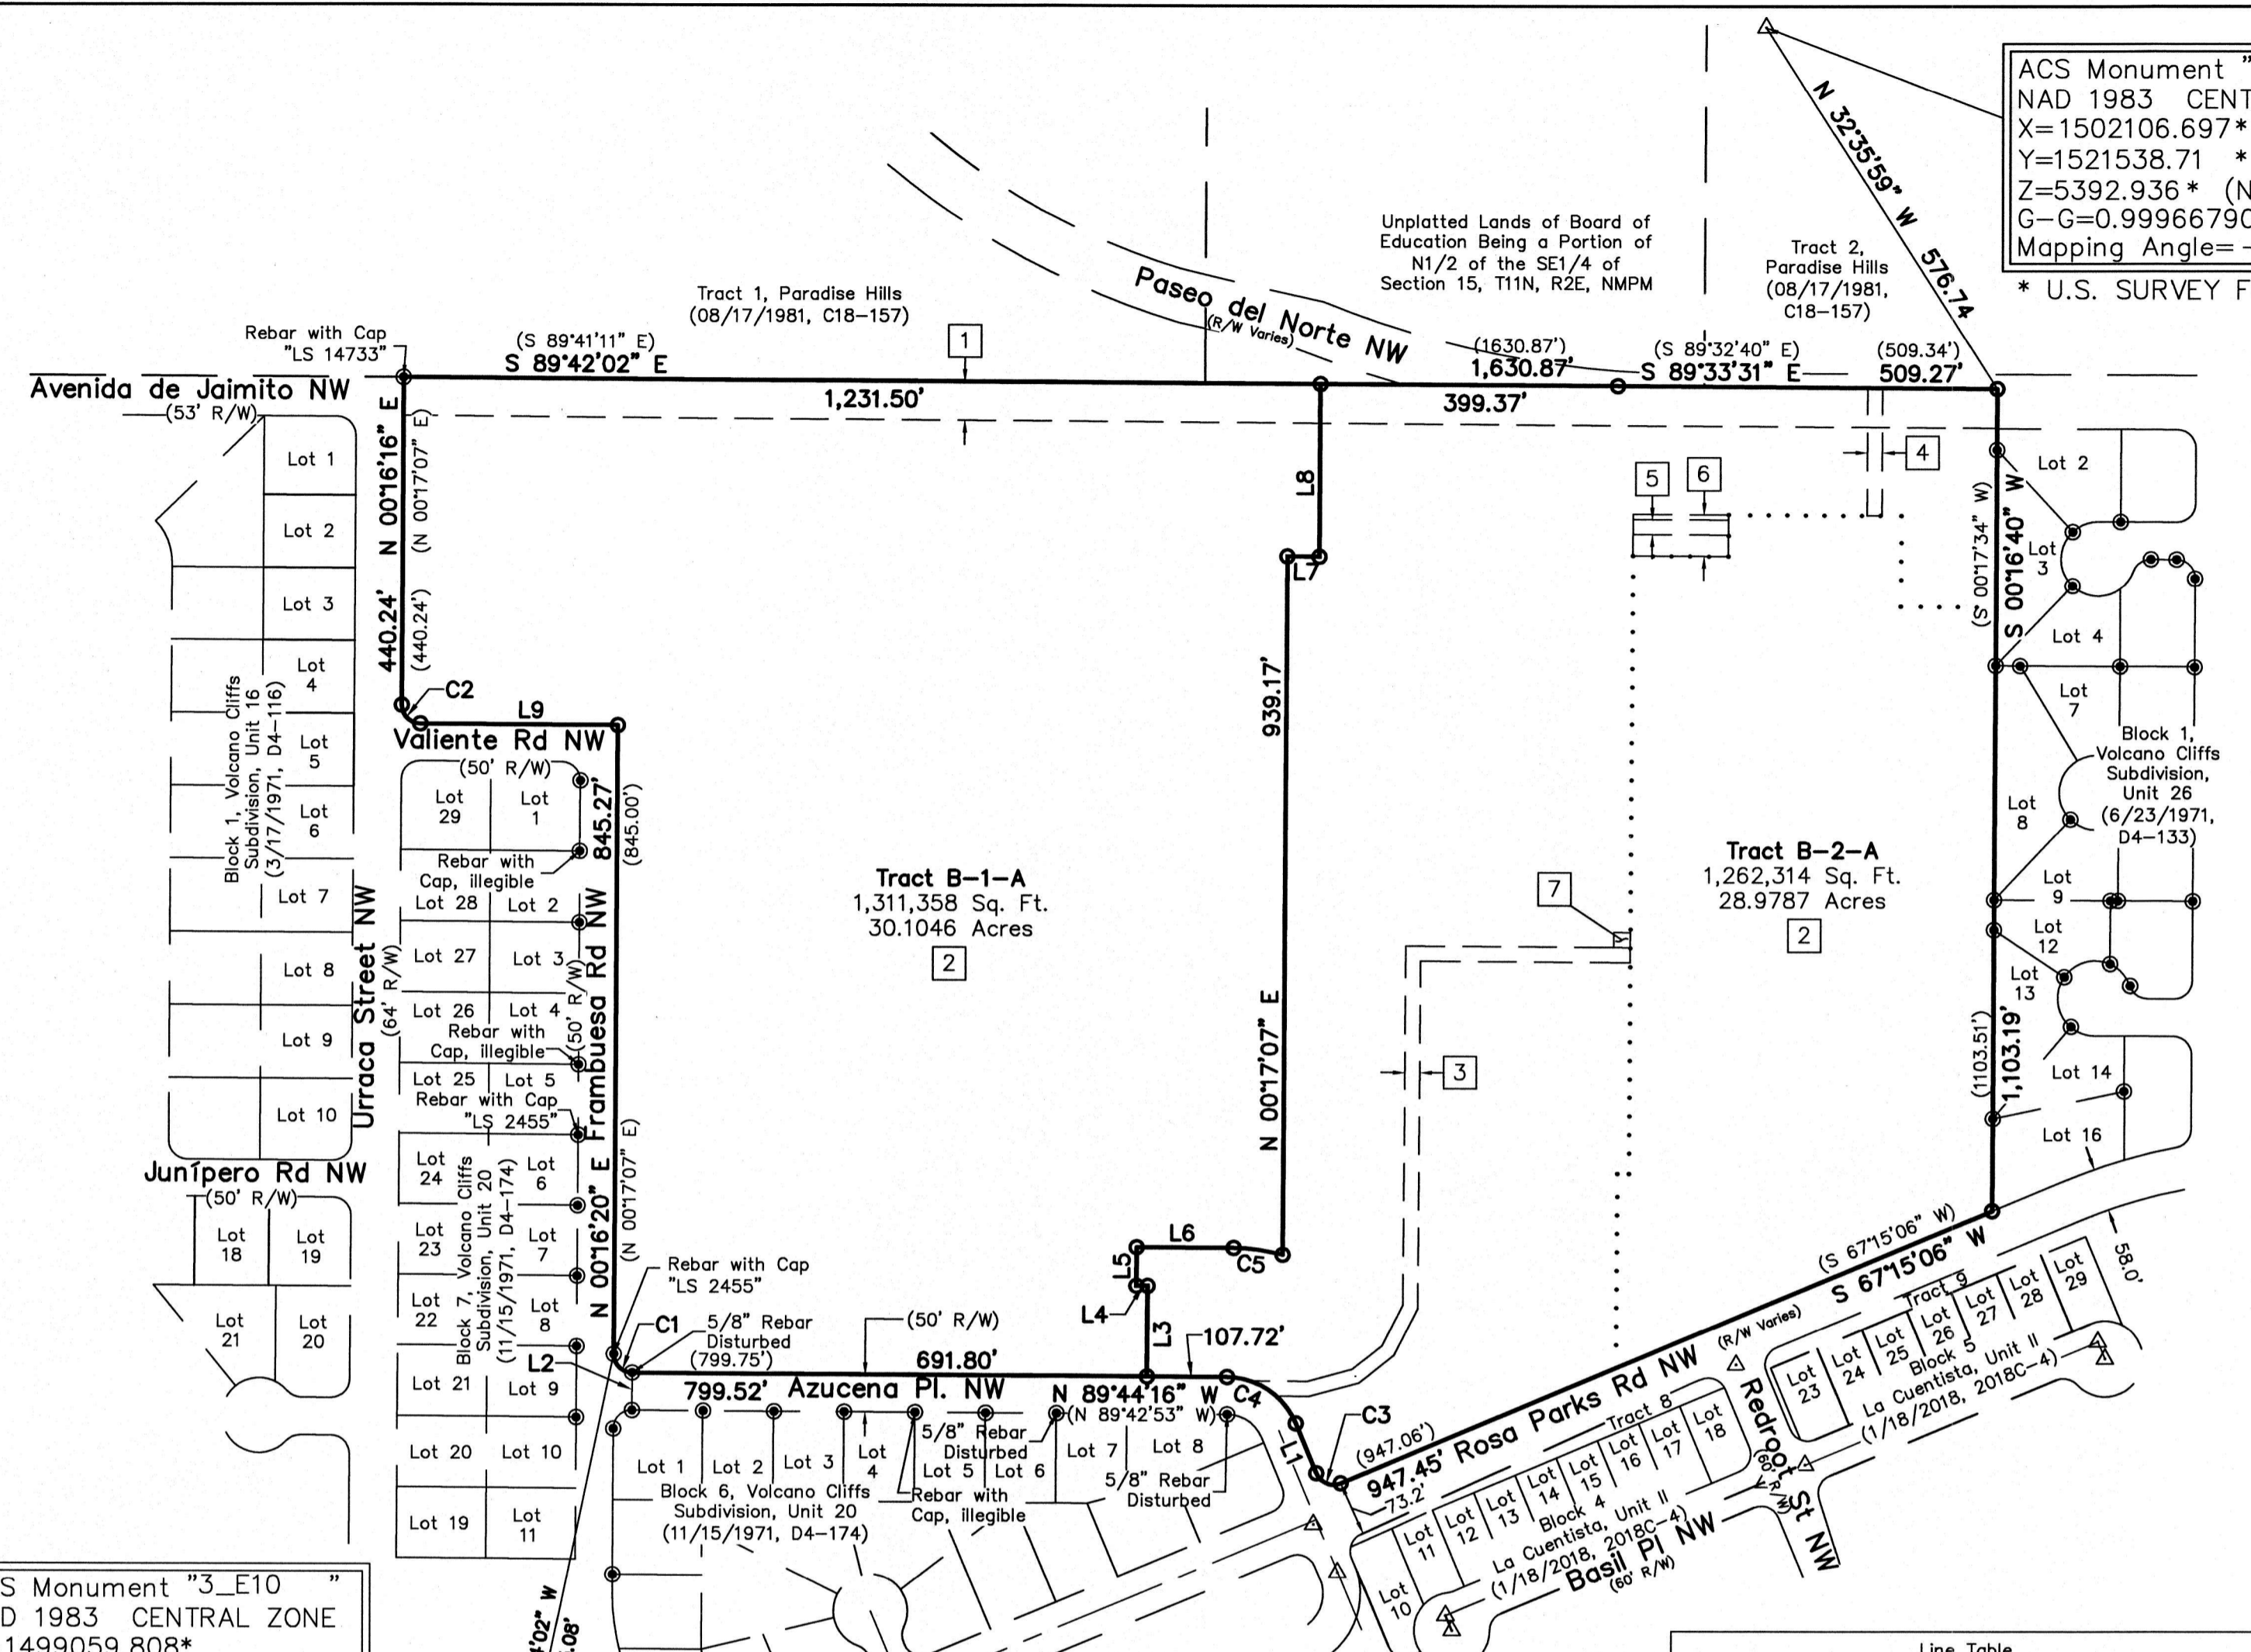 ACS Monument "
NAD 1983 CENT
X=1502106.697*
Y=1521538.71 *
Z=5392.936* (N
G-G=0.99966790
Mapping Angle= -
* U.S. SURVEY F
N 32°35'59" W 576.74
Unplatted Lands of Board of
Education Being a Portion of
N1/2 of the SE1/4 of
Section 15, T11N, R2E, NMPM
Tract 2,
Paradise Hills
(08/17/1981,
C18-157)
Tract 1, Paradise Hills
(08/17/1981, C18-157)
Paseo del Norte NW
(R/W Varies)
Rebar with Cap
"LS 14733"
(S 89°41'11" E)
S 89°42'02" E
1
1,231.50'
(1630.87')
1,630.87'
399.37'
(S 89°32'40" E)
S 89°33'31" E
(509.34')
509.27'
Avenida de Jaimito NW
(53' R/W)
N 00°16'16" E
(N 00°17'07" E)
440.24'
(440.24')
Lot 1
Lot 2
Lot 3
Lot
4
Lot
5
Lot
6
Lot 7
Lot 8
Lot 9
Lot 10
Block 1, Volcano Cliffs
Subdivision, Unit 16
(3/17/1971, D4-116)
Urraca Street NW
(64' R/W)
Junípero Rd NW
(50' R/W)
Lot
18
Lot
19
Lot
21
Lot
20
C2
L9
Valiente Rd NW
(50' R/W)
Lot
29
Lot
1
845.27'
(845.00')
Rebar with
Cap, illegible
Lot 28
Lot 2
Lot 27
Lot 3
Lot 26
Lot 4
Rebar with
Cap, illegible
Lot 25
Lot 5
Rebar with Cap
"LS 2455"
Lot
24
Lot
6
Lot
23
Lot
7
Lot
22
Lot
8
Lot 21
Lot 9
Lot 20
Lot 10
Lot 19
Lot
11
Block 7, Volcano Cliffs
Subdivision, Unit 20
(11/15/1971, D4-174)
Frambuesa Rd NW
(50' R/W)
N 00°16'20" E
(N 00°17'07" E)
Tract B-1-A
1,311,358 Sq. Ft.
30.1046 Acres
2
L8
L7
939.17'
N 00°17'07" E
L6
C5
L5
L4
L3
107.72'
5
6
4
7
3
Tract B-2-A
1,262,314 Sq. Ft.
28.9787 Acres
2
(S 00°17'34" W)
S 00°16'40" W
(1103.51')
1,103.19'
Lot 2
Lot
3
Lot 4
Lot
7
Block 1,
Volcano Cliffs
Subdivision,
Unit 26
(6/23/1971,
D4-133)
Lot
8
Lot
9
Lot
12
Lot
13
Lot 14
Lot 16
Rebar with Cap
"LS 2455"
C1
5/8" Rebar
Disturbed
(799.75')
(50' R/W)
L2
691.80'
799.52'
Azucena Pl. NW
N 89°44'16" W
(N 89°42'53" W)
C4
C3
L1
5/8" Rebar
Disturbed
Lot 1
Lot 2
Lot 3
Lot
4
Lot 5
Lot 6
Lot 7
Lot 8
Block 6, Volcano Cliffs
Subdivision, Unit 20
(11/15/1971, D4-174)
Rebar with
Cap, illegible
5/8" Rebar
Disturbed
(S 67°15'06" W)
S 67°15'06" W
(R/W Varies)
(947.06')
947.45'
Rosa Parks Rd NW
73.2'
58.0'
Tract 9
Lot
23
Lot
24
Lot
25
Lot
26
Lot
27
Lot
28
Lot
29
Block 5
La Cuentista, Unit II
(1/18/2018, 2018C-4)
Redroot St NW
(60' R/W)
Tract 8
Lot
10
Lot
11
Lot
12
Lot
13
Lot
14
Lot
15
Lot
16
Lot
17
Lot
18
Block 4
La Cuentista, Unit II
(1/18/2018, 2018C-4)
Basil Pl NW
(60' R/W)
S Monument "3_E10 "
D 1983 CENTRAL ZONE
1499059.808*
'02" W
.08'
Line Table